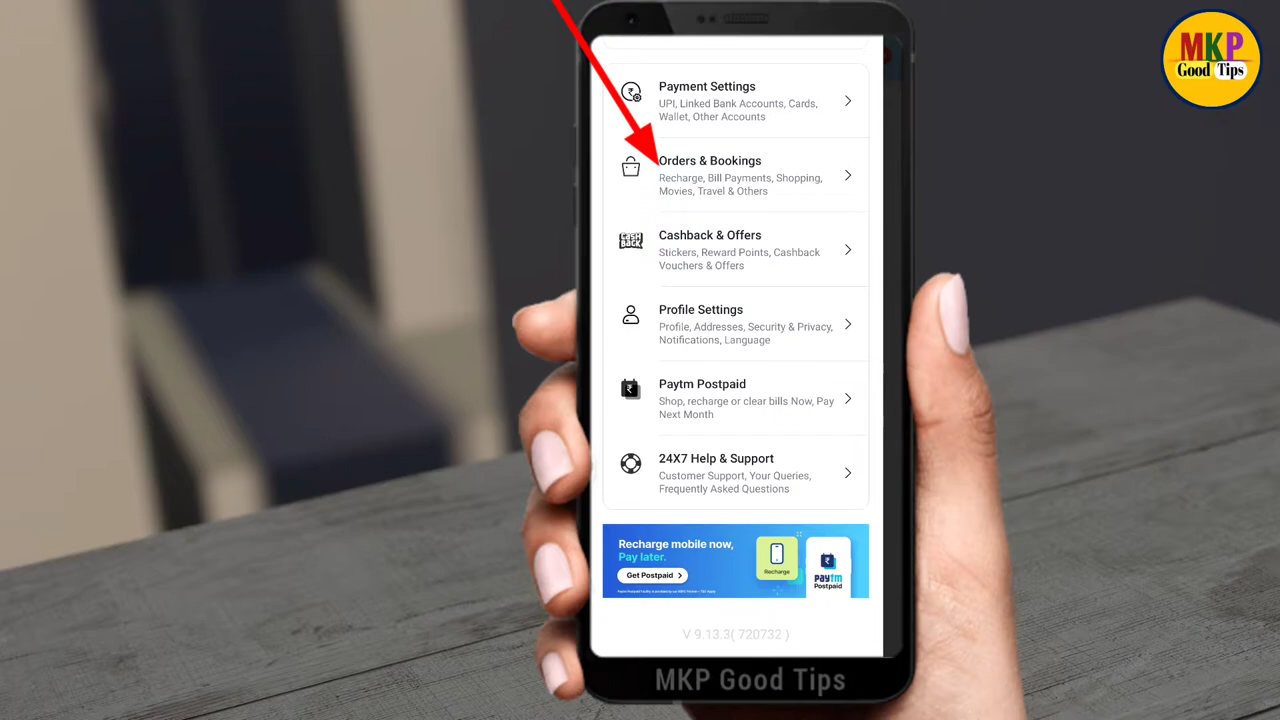 MKP
Good Tips
Payment Settings
UPI, Linked Bank Accounts, Cards,
Wallet, Other Accounts
Orders & Bookings
Recharge, Bill Payments, Shopping,
Movies, Travel & Others
CASH
BACK
Cashback & Offers
Stickers, Reward Points, Cashback
Vouchers & Offers
Profile Settings
Profile, Addresses, Security & Privacy,
Notifications, Language
Paytm Postpaid
Shop, recharge or clear bills Now, Pay
Next Month
24X7 Help & Support
Customer Support, Your Queries,
Frequently Asked Questions
Recharge mobile now,
Pay later.
Get Postpaid
Recharge
paytm
Postpaid
V 9.13.3( 720732 )
MKP Good Tips